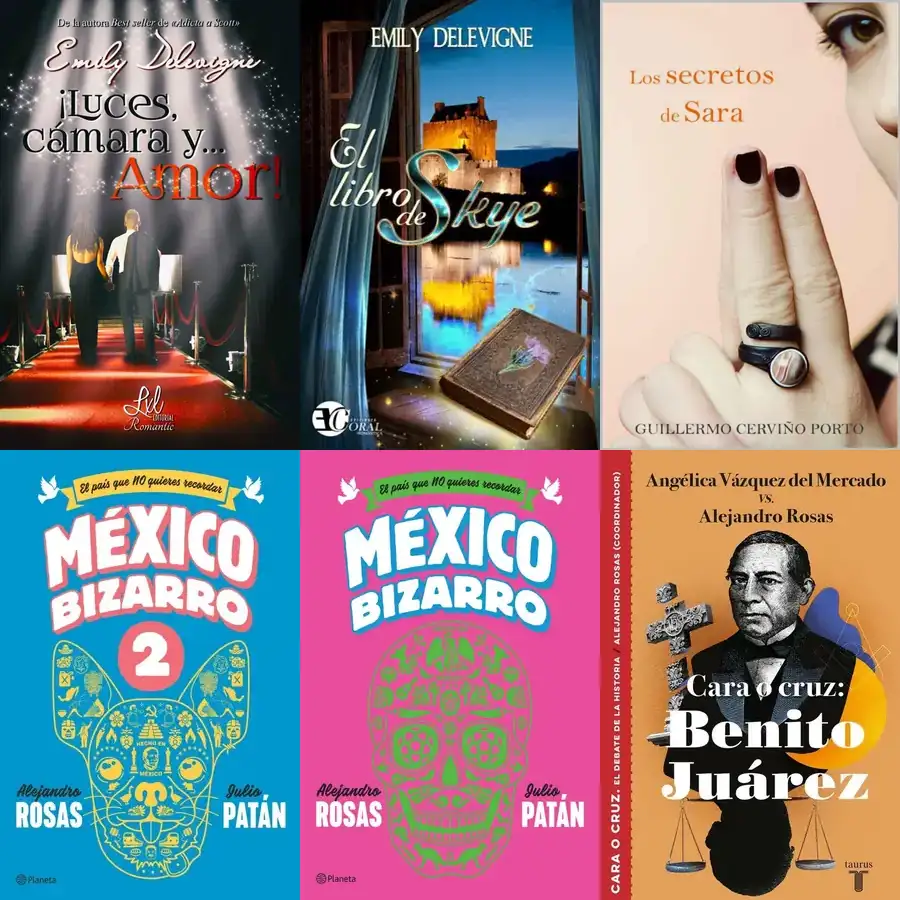 De la autora Best seller de «Adicta a Scott»
Emily Delevigne
¡Luces,
cámara y...
Amor!
LxL
EDITORIAL
Romantic
EMILY DELEVIGNE
El
libro
de
Skye
EC
EDICIONES
CORAL
Los secretos
de Sara
GUILLERMO CERVIÑO PORTO
El país que NO quieres recordar
MÉXICO
BIZARRO
2
HECHO EN
MÉXICO
Alejandro
ROSAS
Julio
PATÁN
Planeta
El país que NO quieres recordar
MÉXICO
BIZARRO
Alejandro
ROSAS
Julio
PATÁN
Planeta
CARA O CRUZ. EL DEBATE DE LA HISTORIA / ALEJANDRO ROSAS (COORDINADOR)
Angélica Vázquez del Mercado
VS.
Alejandro Rosas
Cara o cruz:
Benito
Juárez
taurus
T